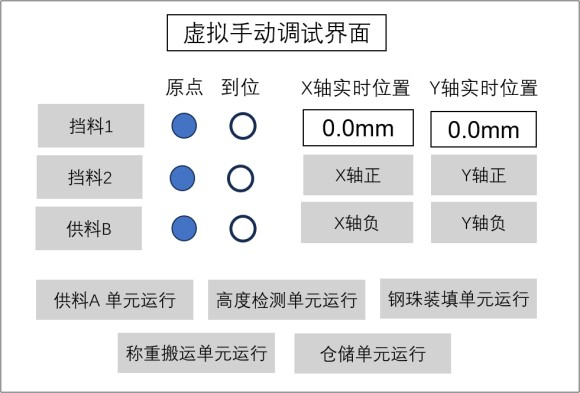 虚拟手动调试界面
原点 到位 X轴实时位置 Y轴实时位置
挡料1 0.0mm 0.0mm
挡料2 X轴正 Y轴正
供料B X轴负 Y轴负
供料A 单元运行 高度检测单元运行 钢珠装填单元运行
称重搬运单元运行 仓储单元运行